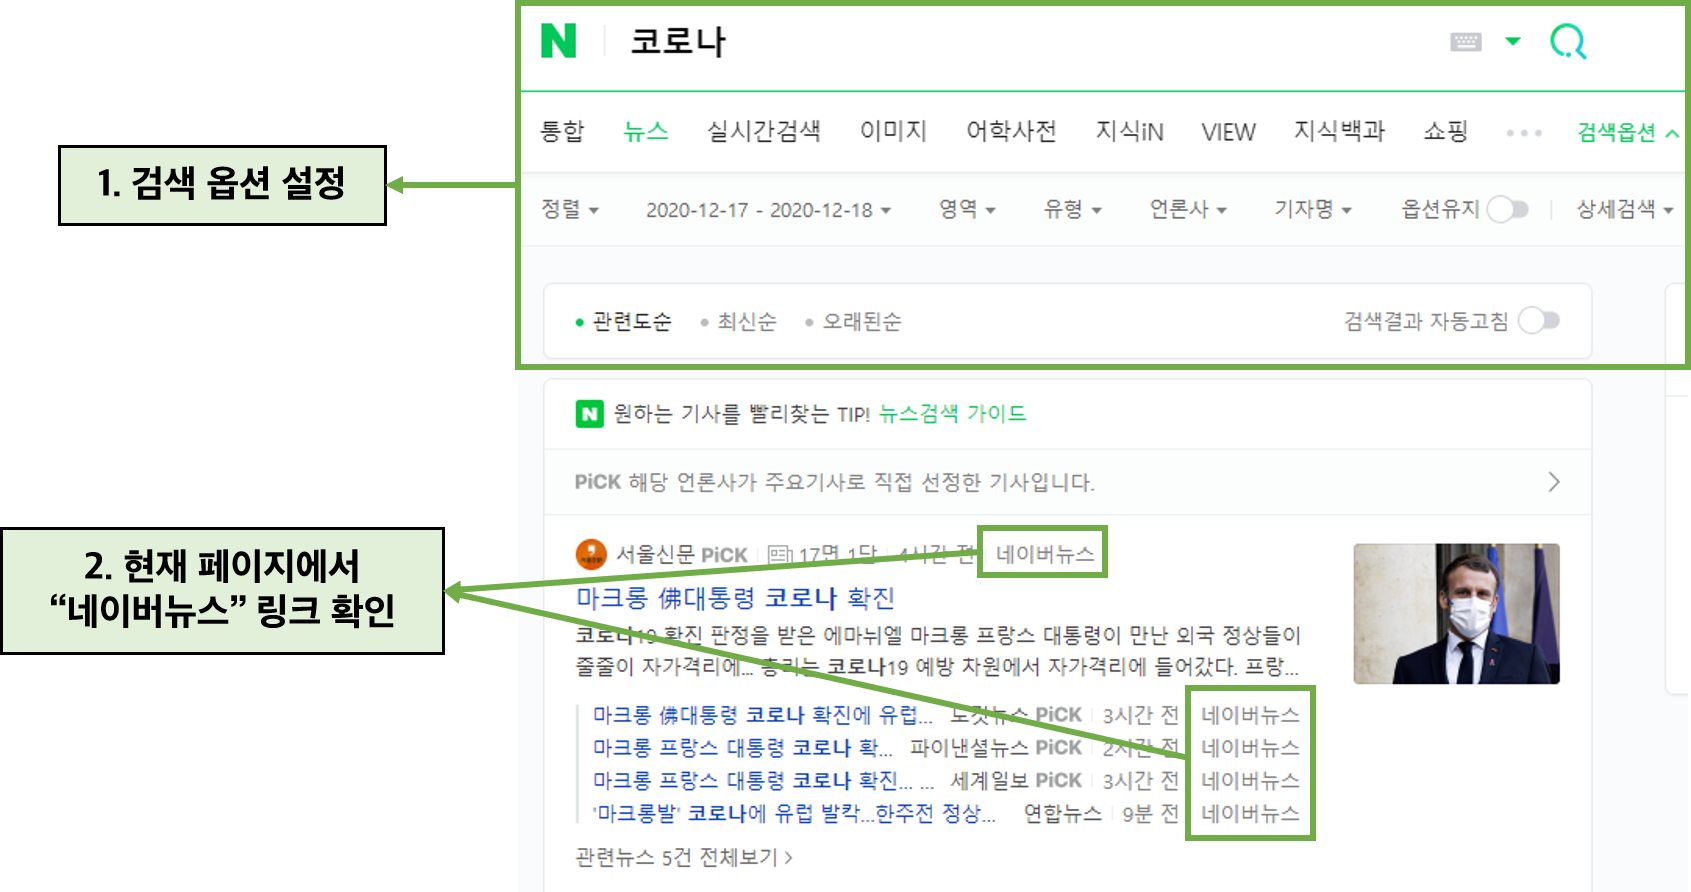 N 코로나
통합 뉴스 실시간검색 이미지 어학사전 지식iN VIEW 지식백과 쇼핑 ••• 검색옵션
1. 검색 옵션 설정
정렬 2020-12-17 - 2020-12-18 영역 유형 언론사 기자명 옵션유지 상세검색
• 관련도순 • 최신순 • 오래된순 검색결과 자동고침
N 원하는 기사를 빨리찾는 TIP! 뉴스검색 가이드
PiCK 해당 언론사가 주요기사로 직접 선정한 기사입니다.
2. 현재 페이지에서
“네이버뉴스” 링크 확인
서울신문 PiCK 17면 1단 4시간 전 네이버뉴스
마크롱 佛대통령 코로나 확진
코로나19 확진 판정을 받은 에마뉘엘 마크롱 프랑스 대통령이 만난 외국 정상들이
줄줄이 자가격리에... 총리는 코로나19 예방 차원에서 자가격리에 들어갔다. 프랑...
마크롱 佛대통령 코로나 확진에 유럽... PiCK 3시간 전 네이버뉴스
마크롱 프랑스 대통령 코로나 확... 파이낸셜뉴스 PiCK 2시간 전 네이버뉴스
마크롱 프랑스 대통령 코로나 확진... ... 세계일보 PiCK 3시간 전 네이버뉴스
'마크롱발' 코로나에 유럽 발칵...한주전 정상... 연합뉴스 9분 전 네이버뉴스
관련뉴스 5건 전체보기 >